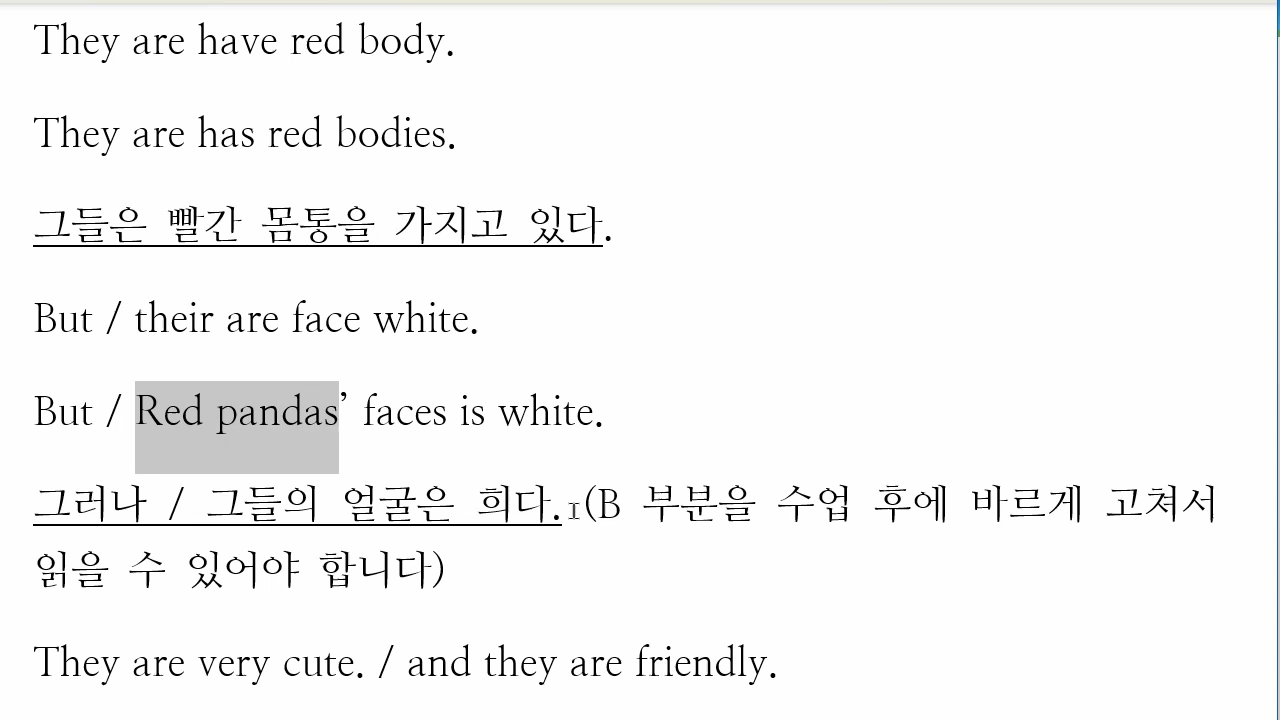 They are have red body.
They are has red bodies.
그들은 빨간 몸통을 가지고 있다.
But / their are face white.
But / Red pandas’ faces is white.
그러나 / 그들의 얼굴은 희다. (B 부분을 수업 후에 바르게 고쳐서
읽을 수 있어야 합니다)
They are very cute. / and they are friendly.